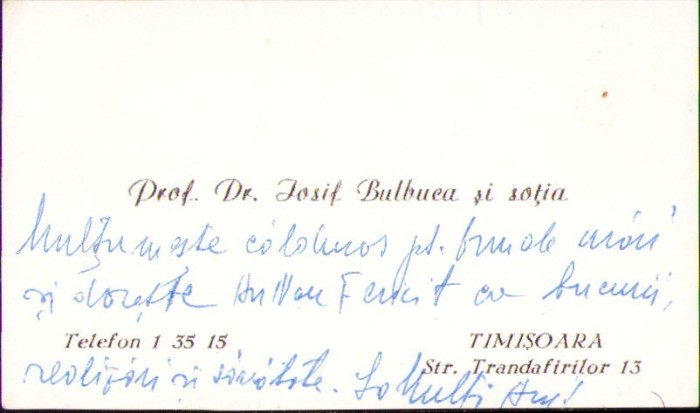 Prof. Dr. Iosif Bulbuca și soția
Mulțumește călduros pt. frumoasele urări
și dorește An Nou Fericit cu bucurii,
Telefon 1 35 15
TIMIȘOARA
Str. Trandafirilor 13
realizări și sănătate. La Mulți Ani!